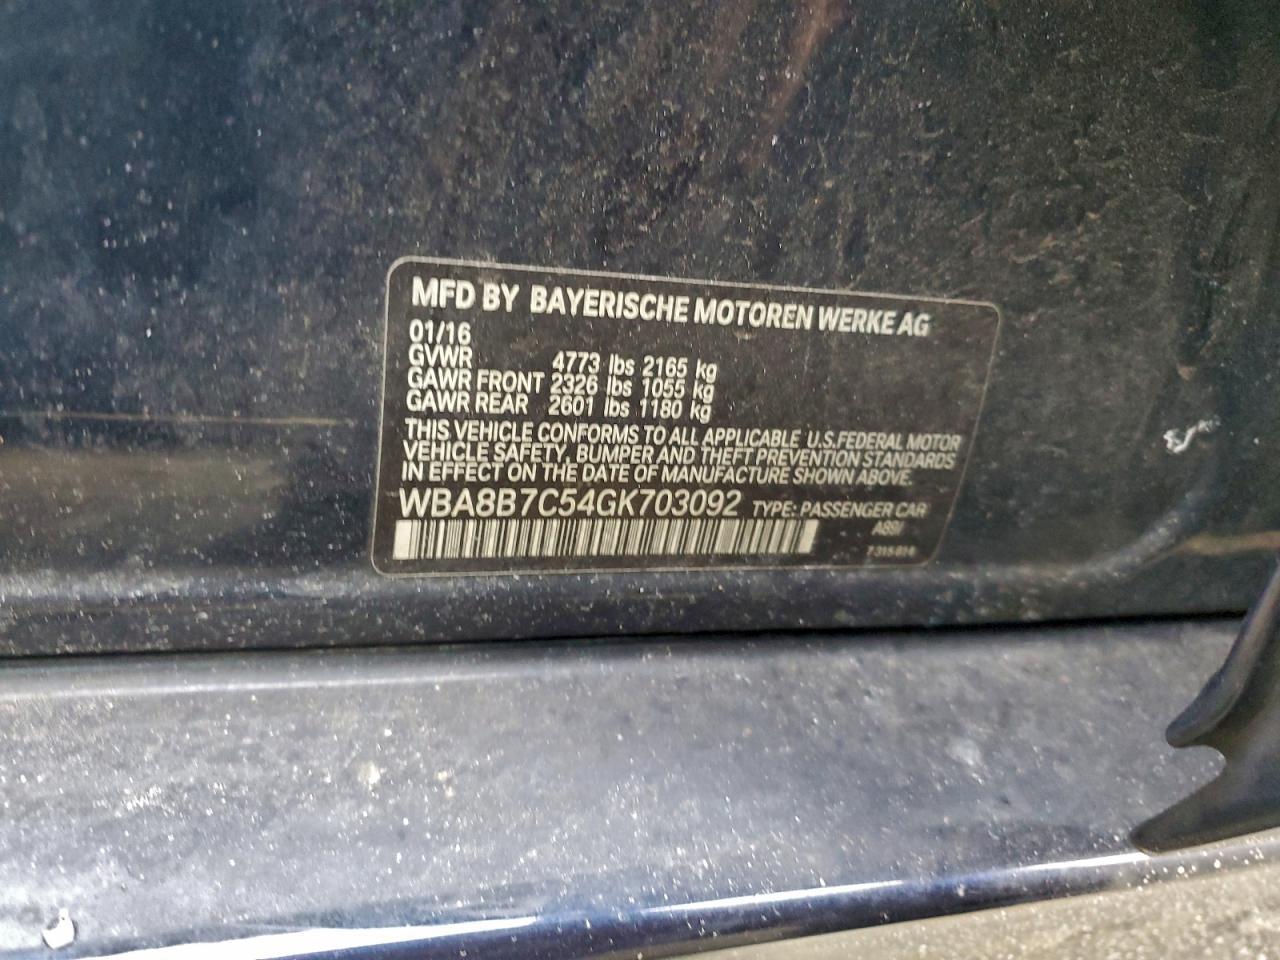 MFD BY BAYERISCHE MOTOREN WERKE AG
01/16
GVWR 4773 lbs 2165 kg
GAWR FRONT 2326 lbs 1055 kg
GAWR REAR 2601 lbs 1180 kg
THIS VEHICLE CONFORMS TO ALL APPLICABLE U.S.FEDERAL MOTOR
VEHICLE SAFETY, BUMPER AND THEFT PREVENTION STANDARDS
IN EFFECT ON THE DATE OF MANUFACTURE SHOWN ABOVE.
WBA8B7C54GK703092 TYPE: PASSENGER CAR